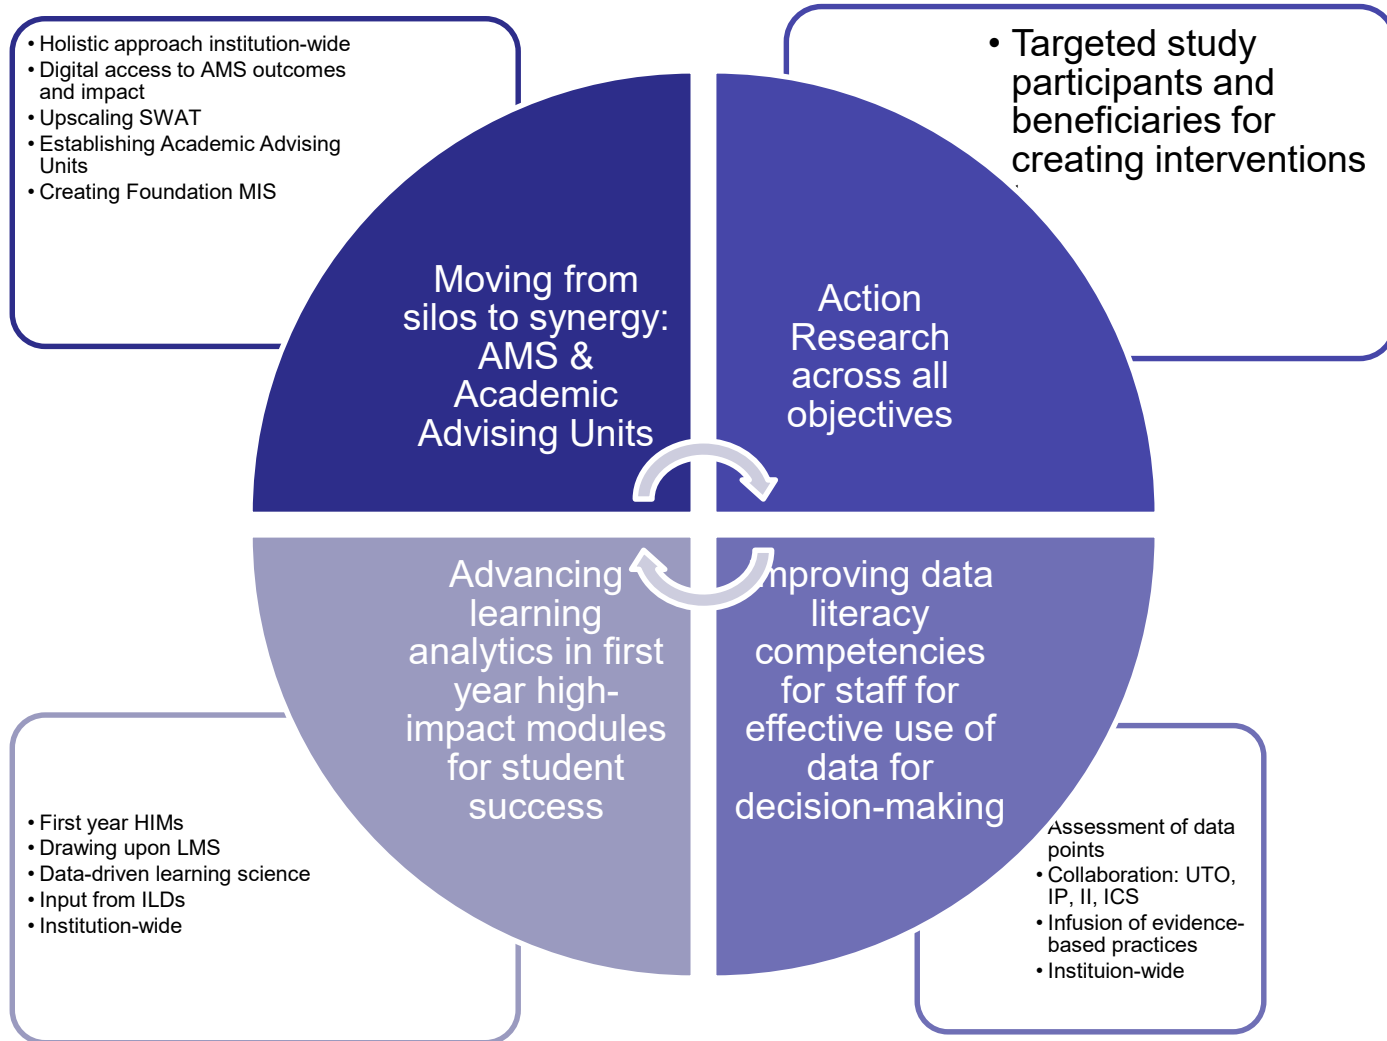 • Holistic approach institution-wide
• Digital access to AMS outcomes
and impact
• Upscaling SWAT
• Establishing Academic Advising
Units
• Creating Foundation MIS
• Targeted study
participants and
beneficiaries for
creating interventions
Moving from
silos to synergy:
AMS &
Academic
Advising Units
Action
Research
across all
objectives
Advancing
learning
analytics in first
year high-
impact modules
for student
success
mproving data
literacy
competencies
for staff for
effective use of
data for
decision-making
• First year HIMs
• Drawing upon LMS
• Data-driven learning science
• Input from ILDs
• Institution-wide
Assessment of data
points
• Collaboration: UTO,
IP, II, ICS
• Infusion of evidence-
based practices
• Instituion-wide